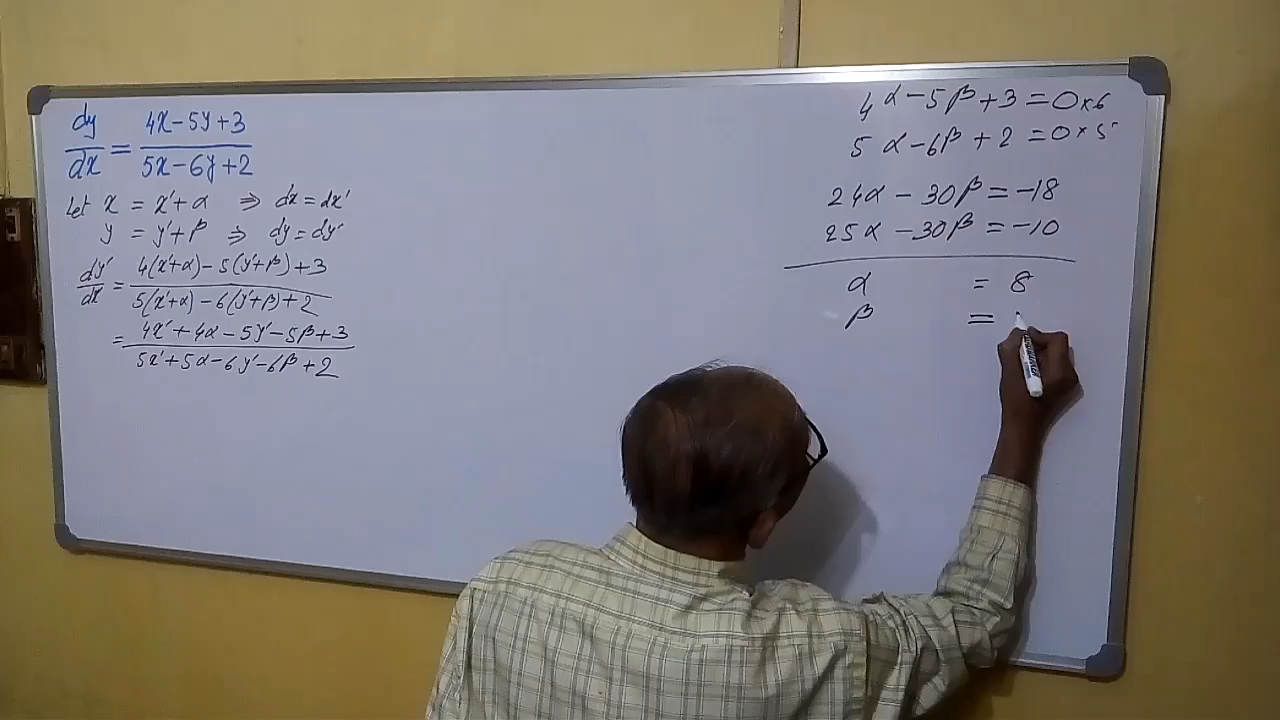 dy/dx = (4x-5y+3)/(5x-6y+2)
Let x = x'+α ⇒ dx = dx'
y = y'+β ⇒ dy = dy'
dy'/dx' = (4(x'+α)-5(y'+β)+3)/(5(x'+α)-6(y'+β)+2)
= (4x'+4α-5y'-5β+3)/(5x'+5α-6y'-6β+2)
4α-5β+3 = 0 × 6
5α-6β+2 = 0 × 5
24α - 30β = -18
25α - 30β = -10
α = 8
β =